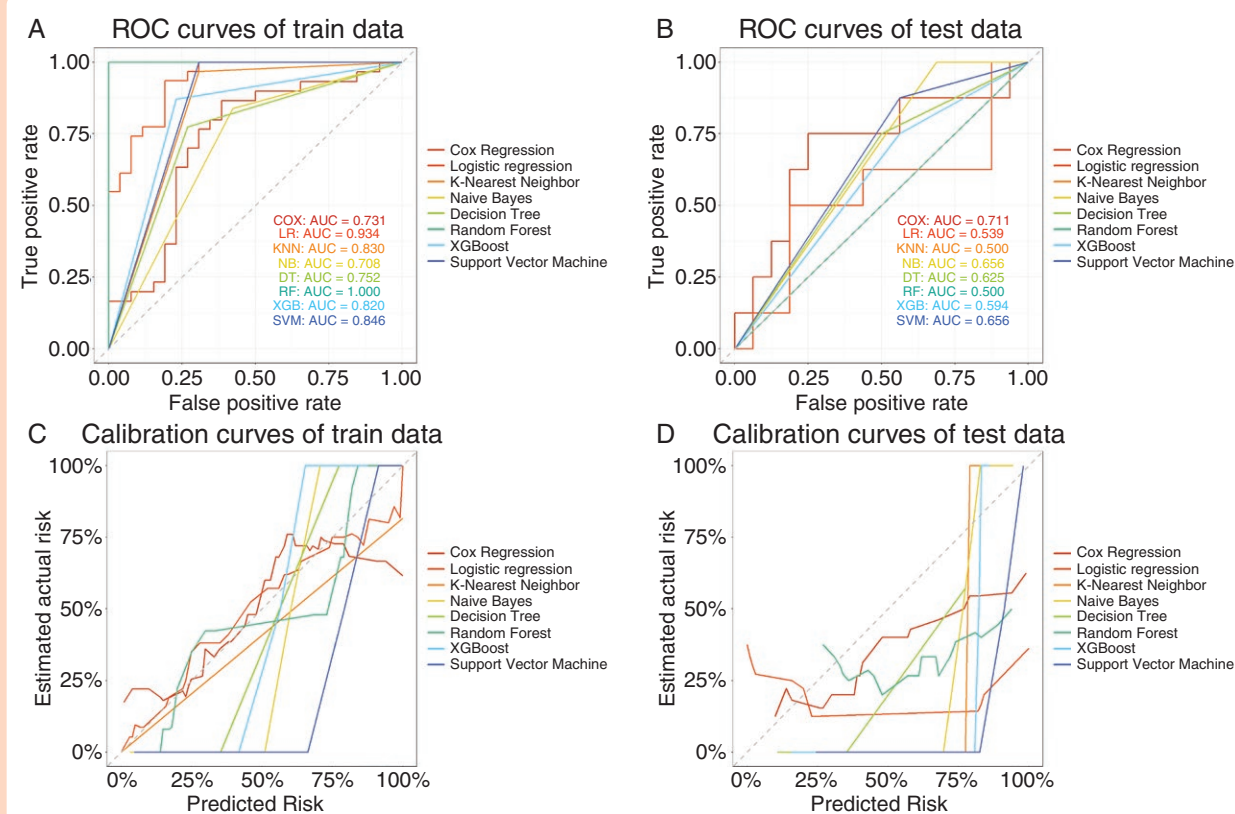 A
ROC curves of train data
True positive rate
1.00
0.75
0.50
0.25
0.00
COX: AUC = 0.731
LR: AUC = 0.934
KNN: AUC = 0.830
NB: AUC = 0.708
DT: AUC = 0.752
RF: AUC = 1.000
XGB: AUC = 0.820
SVM: AUC = 0.846
0.00 0.25 0.50 0.75 1.00
False positive rate
Cox Regression
Logistic regression
K-Nearest Neighbor
Naive Bayes
Decision Tree
Random Forest
XGBoost
Support Vector Machine
B
ROC curves of test data
True positive rate
1.00
0.75
0.50
0.25
0.00
COX: AUC = 0.711
LR: AUC = 0.539
KNN: AUC = 0.500
NB: AUC = 0.656
DT: AUC = 0.625
RF: AUC = 0.500
XGB: AUC = 0.594
SVM: AUC = 0.656
0.00 0.25 0.50 0.75 1.00
False positive rate
Cox Regression
Logistic regression
K-Nearest Neighbor
Naive Bayes
Decision Tree
Random Forest
XGBoost
Support Vector Machine
C
Calibration curves of train data
Estimated actual risk
100%
75%
50%
25%
0%
0% 25% 50% 75% 100%
Predicted Risk
Cox Regression
Logistic regression
K-Nearest Neighbor
Naive Bayes
Decision Tree
Random Forest
XGBoost
Support Vector Machine
D
Calibration curves of test data
Estimated actual risk
100%
75%
50%
25%
0%
0% 25% 50% 75% 100%
Predicted Risk
Cox Regression
Logistic regression
K-Nearest Neighbor
Naive Bayes
Decision Tree
Random Forest
XGBoost
Support Vector Machine